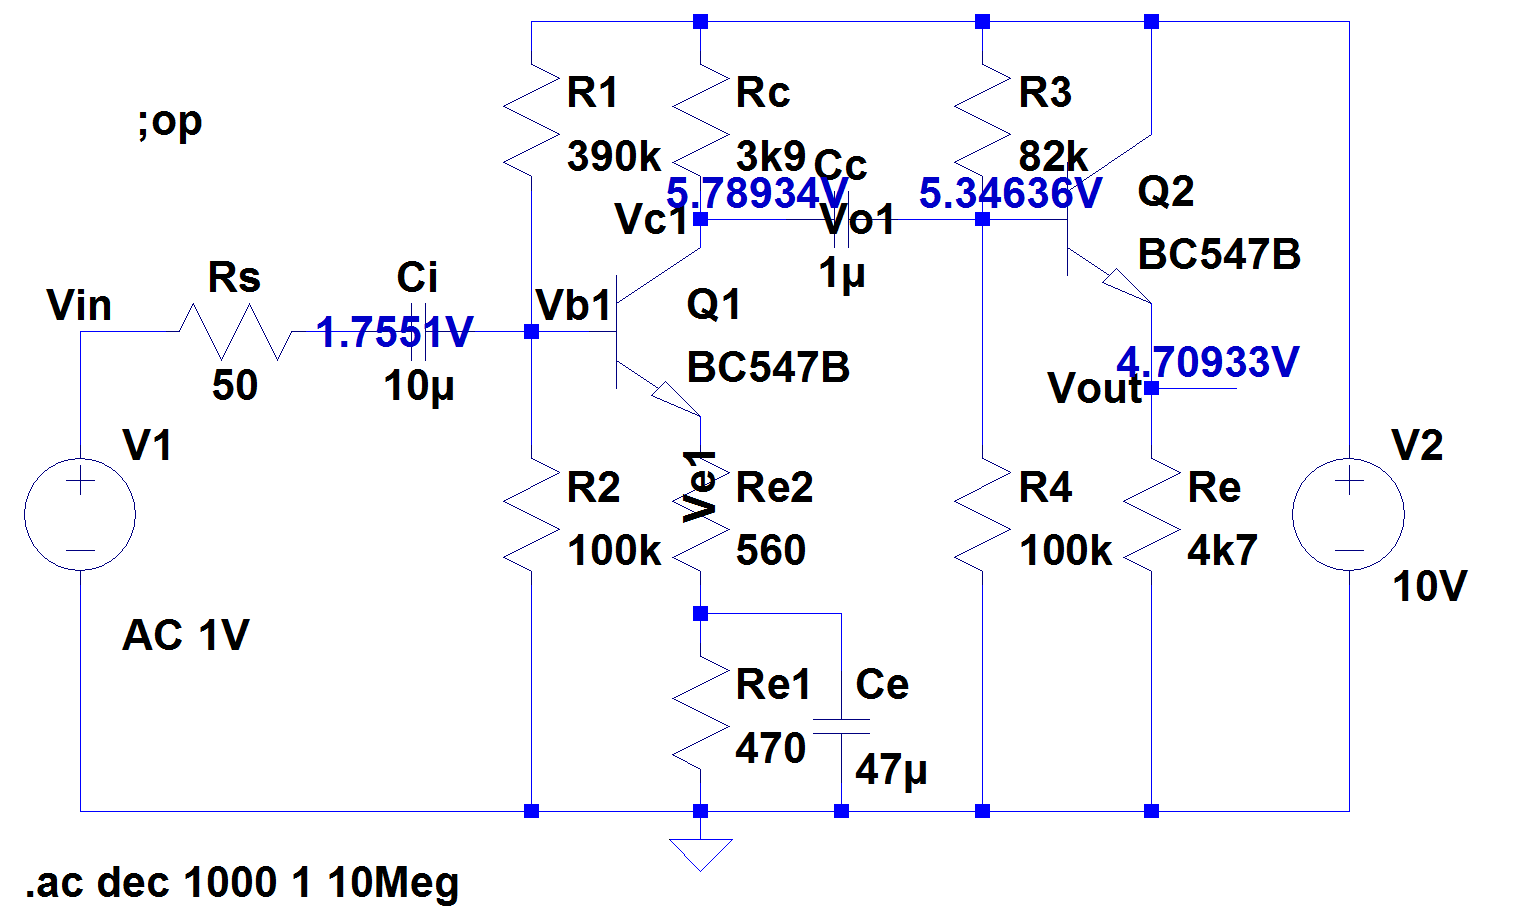 ;op
R1
390k
Rc
3k9
Cc
R3
82k
5.78934V
5.34636V
Q2
BC547B
Vc1
Vo1
1µ
Vin
Rs
50
Ci
10µ
1.7551V
Vb1
Q1
BC547B
4.70933V
Vout
V1
AC 1V
R2
100k
Ve1
Re2
560
R4
100k
Re
4k7
V2
10V
Re1
470
Ce
47µ
.ac dec 1000 1 10Meg